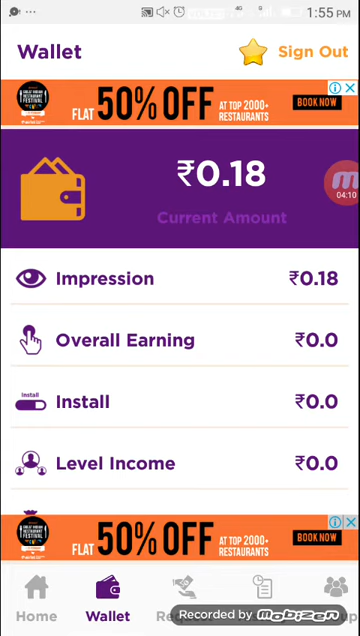 1:55 PM
Wallet
Sign Out
FLAT 50% OFF AT TOP 2000+ RESTAURANTS
BOOK NOW
₹0.18
Current Amount
04:10
Impression ₹0.18
Overall Earning ₹0.0
Install
Install ₹0.0
Level Income ₹0.0
FLAT 50% OFF AT TOP 2000+ RESTAURANTS
BOOK NOW
Home
Wallet
Recorded by MOBIZEN